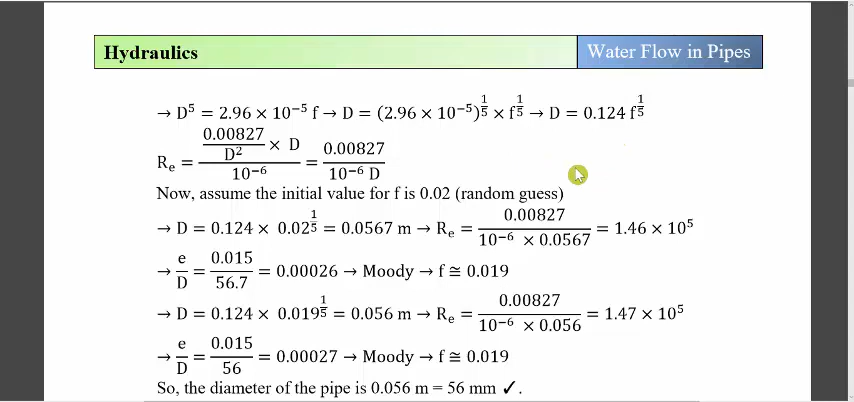 Hydraulics
Water Flow in Pipes
→ D⁵ = 2.96 × 10⁻⁵ f → D = (2.96 × 10⁻⁵)^(1/5) × f^(1/5) → D = 0.124 f^(1/5)
Rₑ = (0.00827/D² × D)/10⁻⁶ = 0.00827/(10⁻⁶ D)
Now, assume the initial value for f is 0.02 (random guess)
→ D = 0.124 × 0.02^(1/5) = 0.0567 m → Rₑ = 0.00827/(10⁻⁶ × 0.0567) = 1.46 × 10⁵
→ e/D = 0.015/56.7 = 0.00026 → Moody → f ≅ 0.019
→ D = 0.124 × 0.019^(1/5) = 0.056 m → Rₑ = 0.00827/(10⁻⁶ × 0.056) = 1.47 × 10⁵
→ e/D = 0.015/56 = 0.00027 → Moody → f ≅ 0.019
So, the diameter of the pipe is 0.056 m = 56 mm ✓.